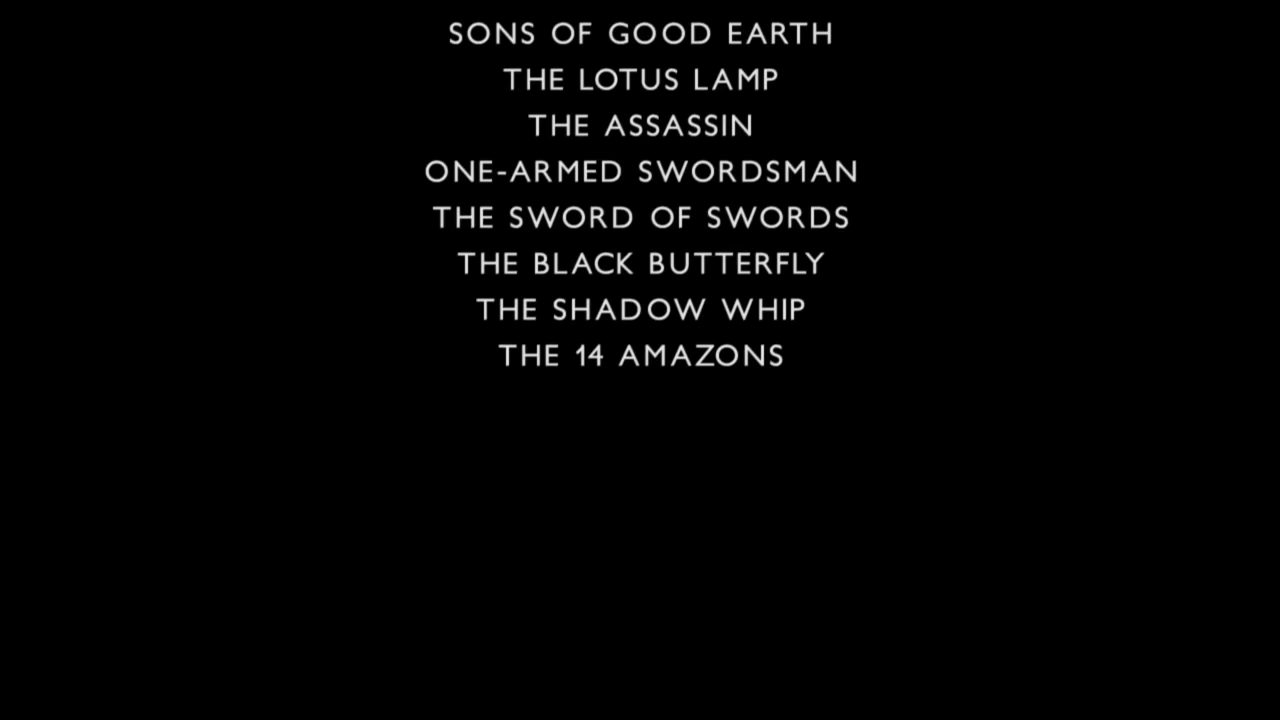 SONS OF GOOD EARTH
THE LOTUS LAMP
THE ASSASSIN
ONE-ARMED SWORDSMAN
THE SWORD OF SWORDS
THE BLACK BUTTERFLY
THE SHADOW WHIP
THE 14 AMAZONS